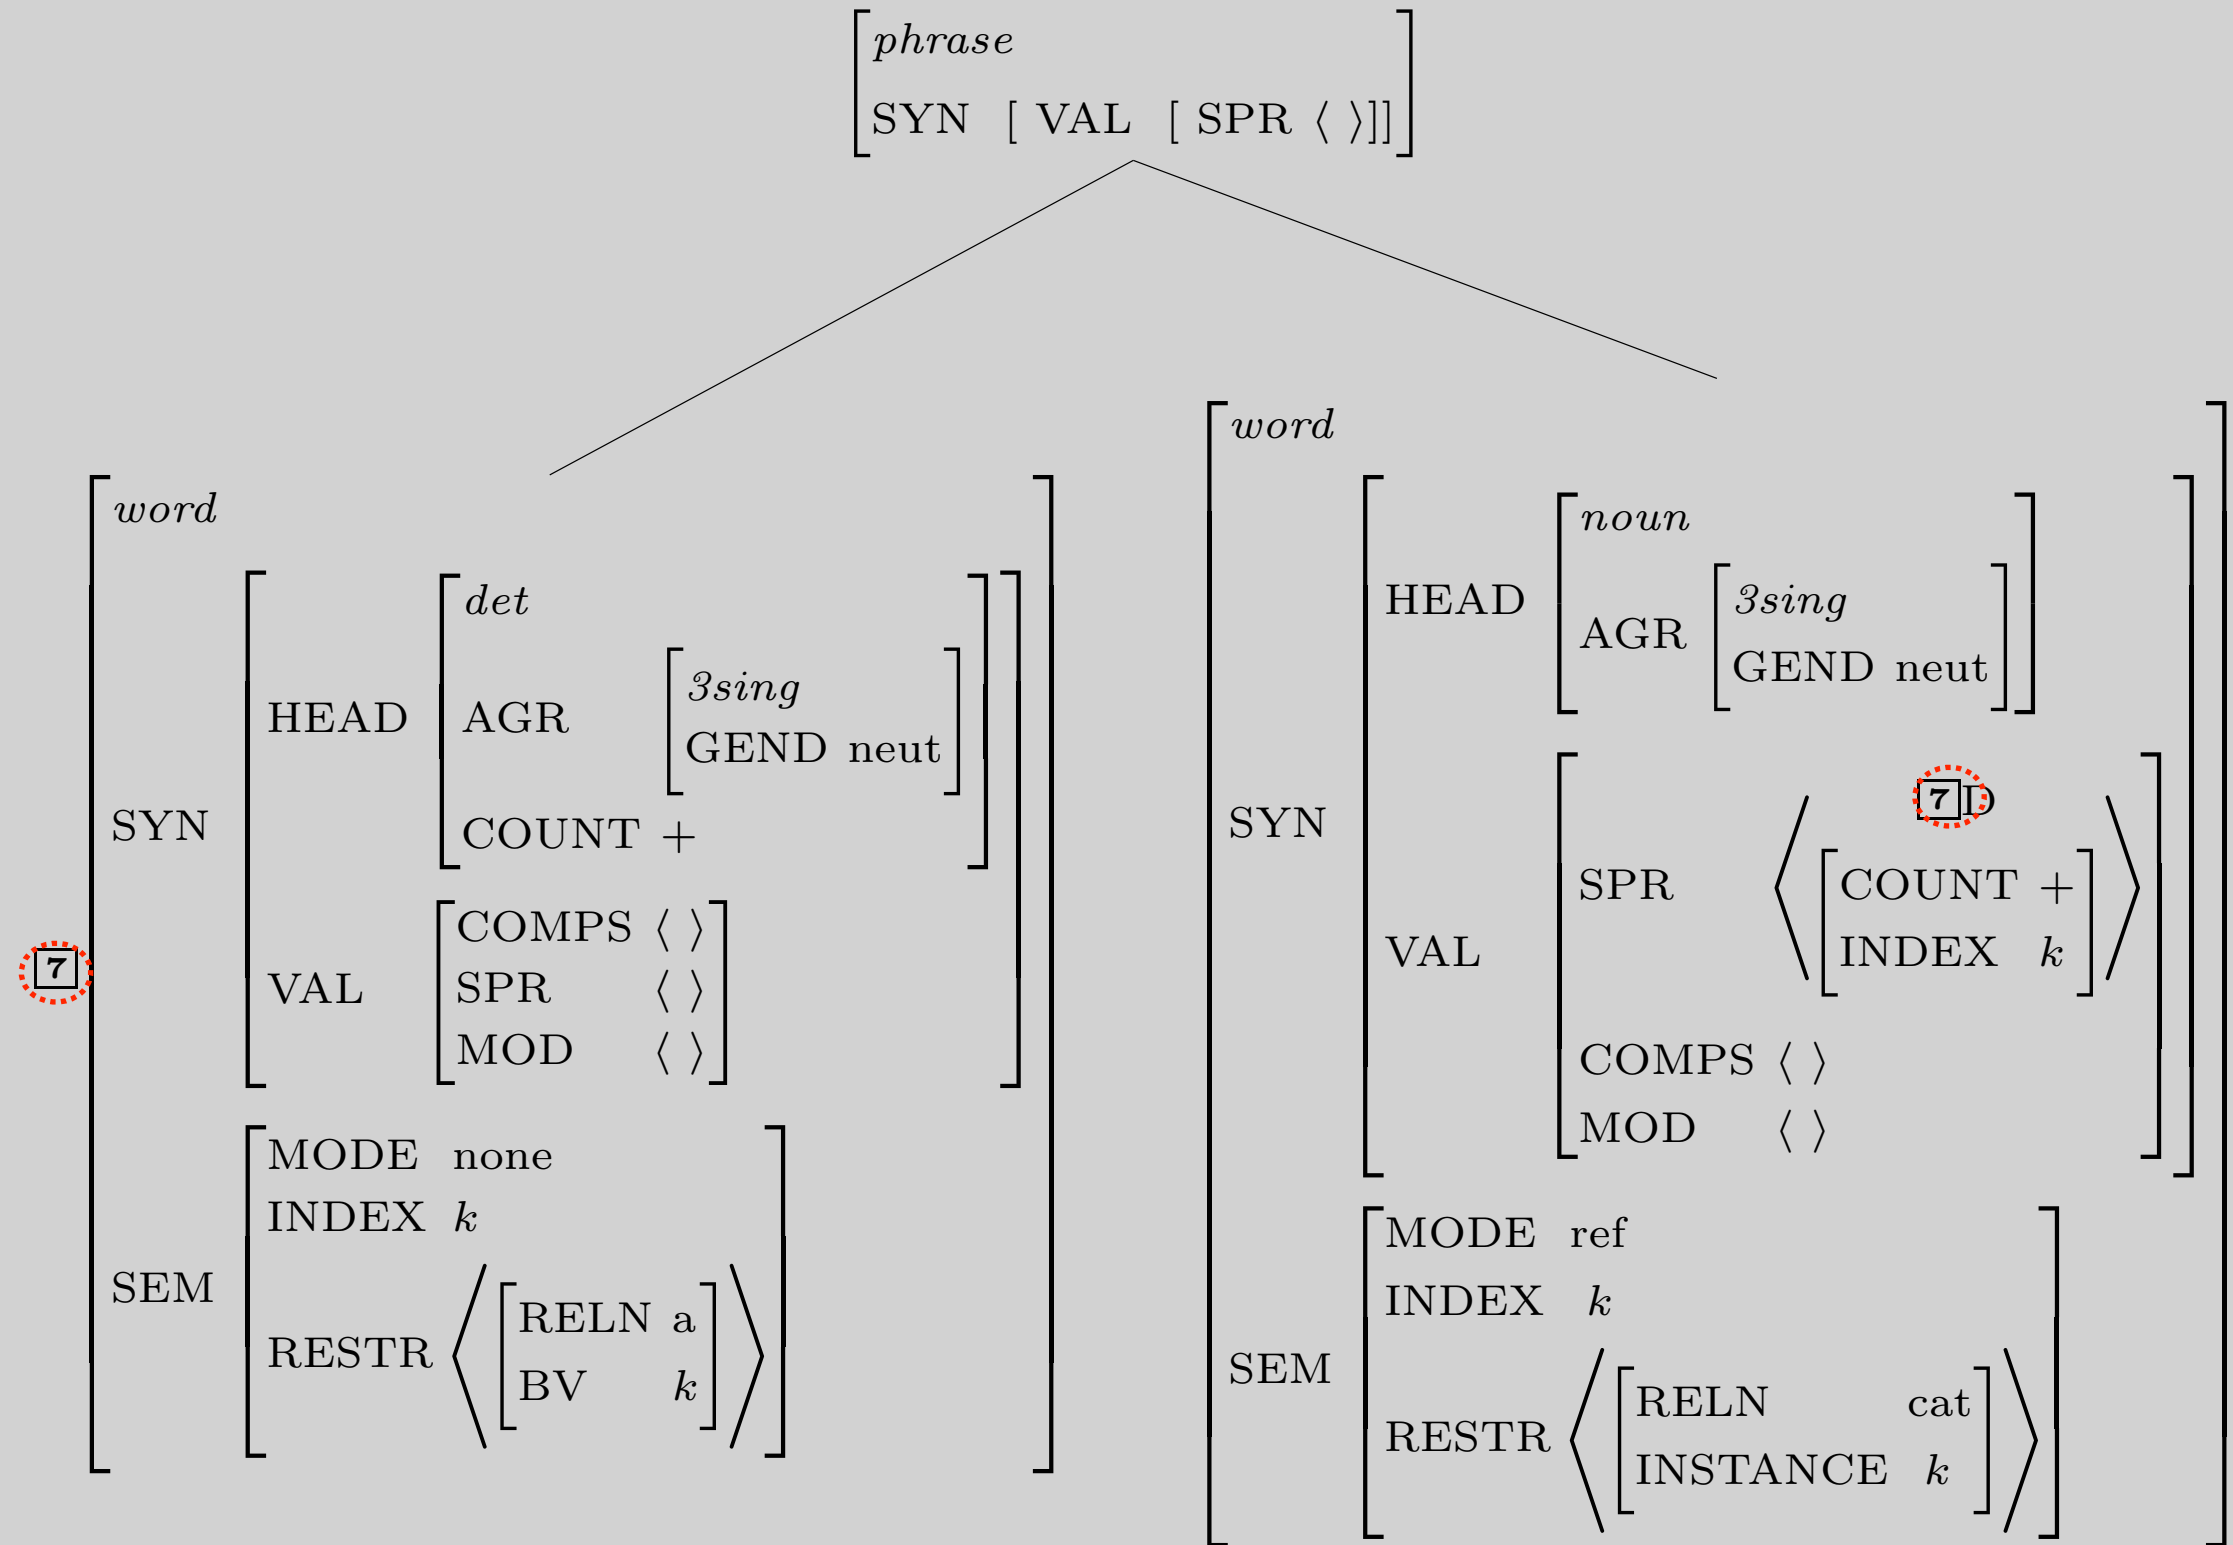 phrase
SYN [ VAL [ SPR ⟨ ⟩]]
word
SYN
HEAD
det
AGR
3sing
GEND neut
COUNT +
VAL
COMPS ⟨ ⟩
SPR ⟨ ⟩
MOD ⟨ ⟩
7
SEM
MODE none
INDEX k
RESTR
RELN a
BV k
word
SYN
HEAD
noun
AGR
3sing
GEND neut
VAL
SPR
7 D
COUNT +
INDEX k
COMPS ⟨ ⟩
MOD ⟨ ⟩
SEM
MODE ref
INDEX k
RESTR
RELN cat
INSTANCE k